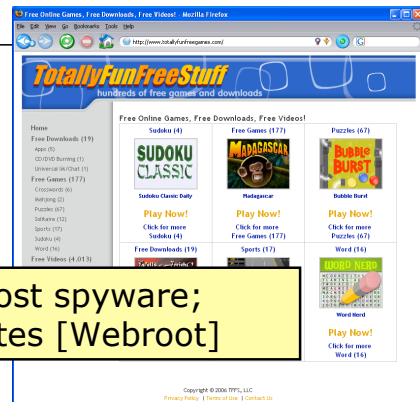 Free Online Games, Free Downloads, Free Videos! - Mozilla Firefox
File Edit View Go Bookmarks Tools Help
http://www.totallyfunfreegames.com/
TotallyFunFreeStuff
hundreds of free games and downloads
Free Online Games, Free Downloads, Free Videos!
Home
Free Downloads (19)
Apps (5)
CD/DVD Burning (1)
Universal IM/Chat (1)
Free Games (177)
Crosswords (6)
Mahjong (2)
Puzzles (67)
Solitaire (12)
Sports (17)
Sudoku (4)
Word (16)
Free Videos (4,013)
Sudoku (4)
SUDOKU
CLASSIC
Sudoku Classic Daily
Play Now!
Click for more
Sudoku (4)
Free Games (177)
MADAGASCAR
Madagascar
Play Now!
Click for more
Free Games (177)
Puzzles (67)
BUBBLE
BURST
Bubble Burst
Play Now!
Click for more
Puzzles (67)
Free Downloads (19)
Sports (17)
Word (16)
WORD NERD
Word Nerd
Play Now!
Click for more
Word (16)
ost spyware;
tes [Webroot]
Copyright © 2006 TFFS, LLC
Privacy Policy | Terms of Use | Contact Us